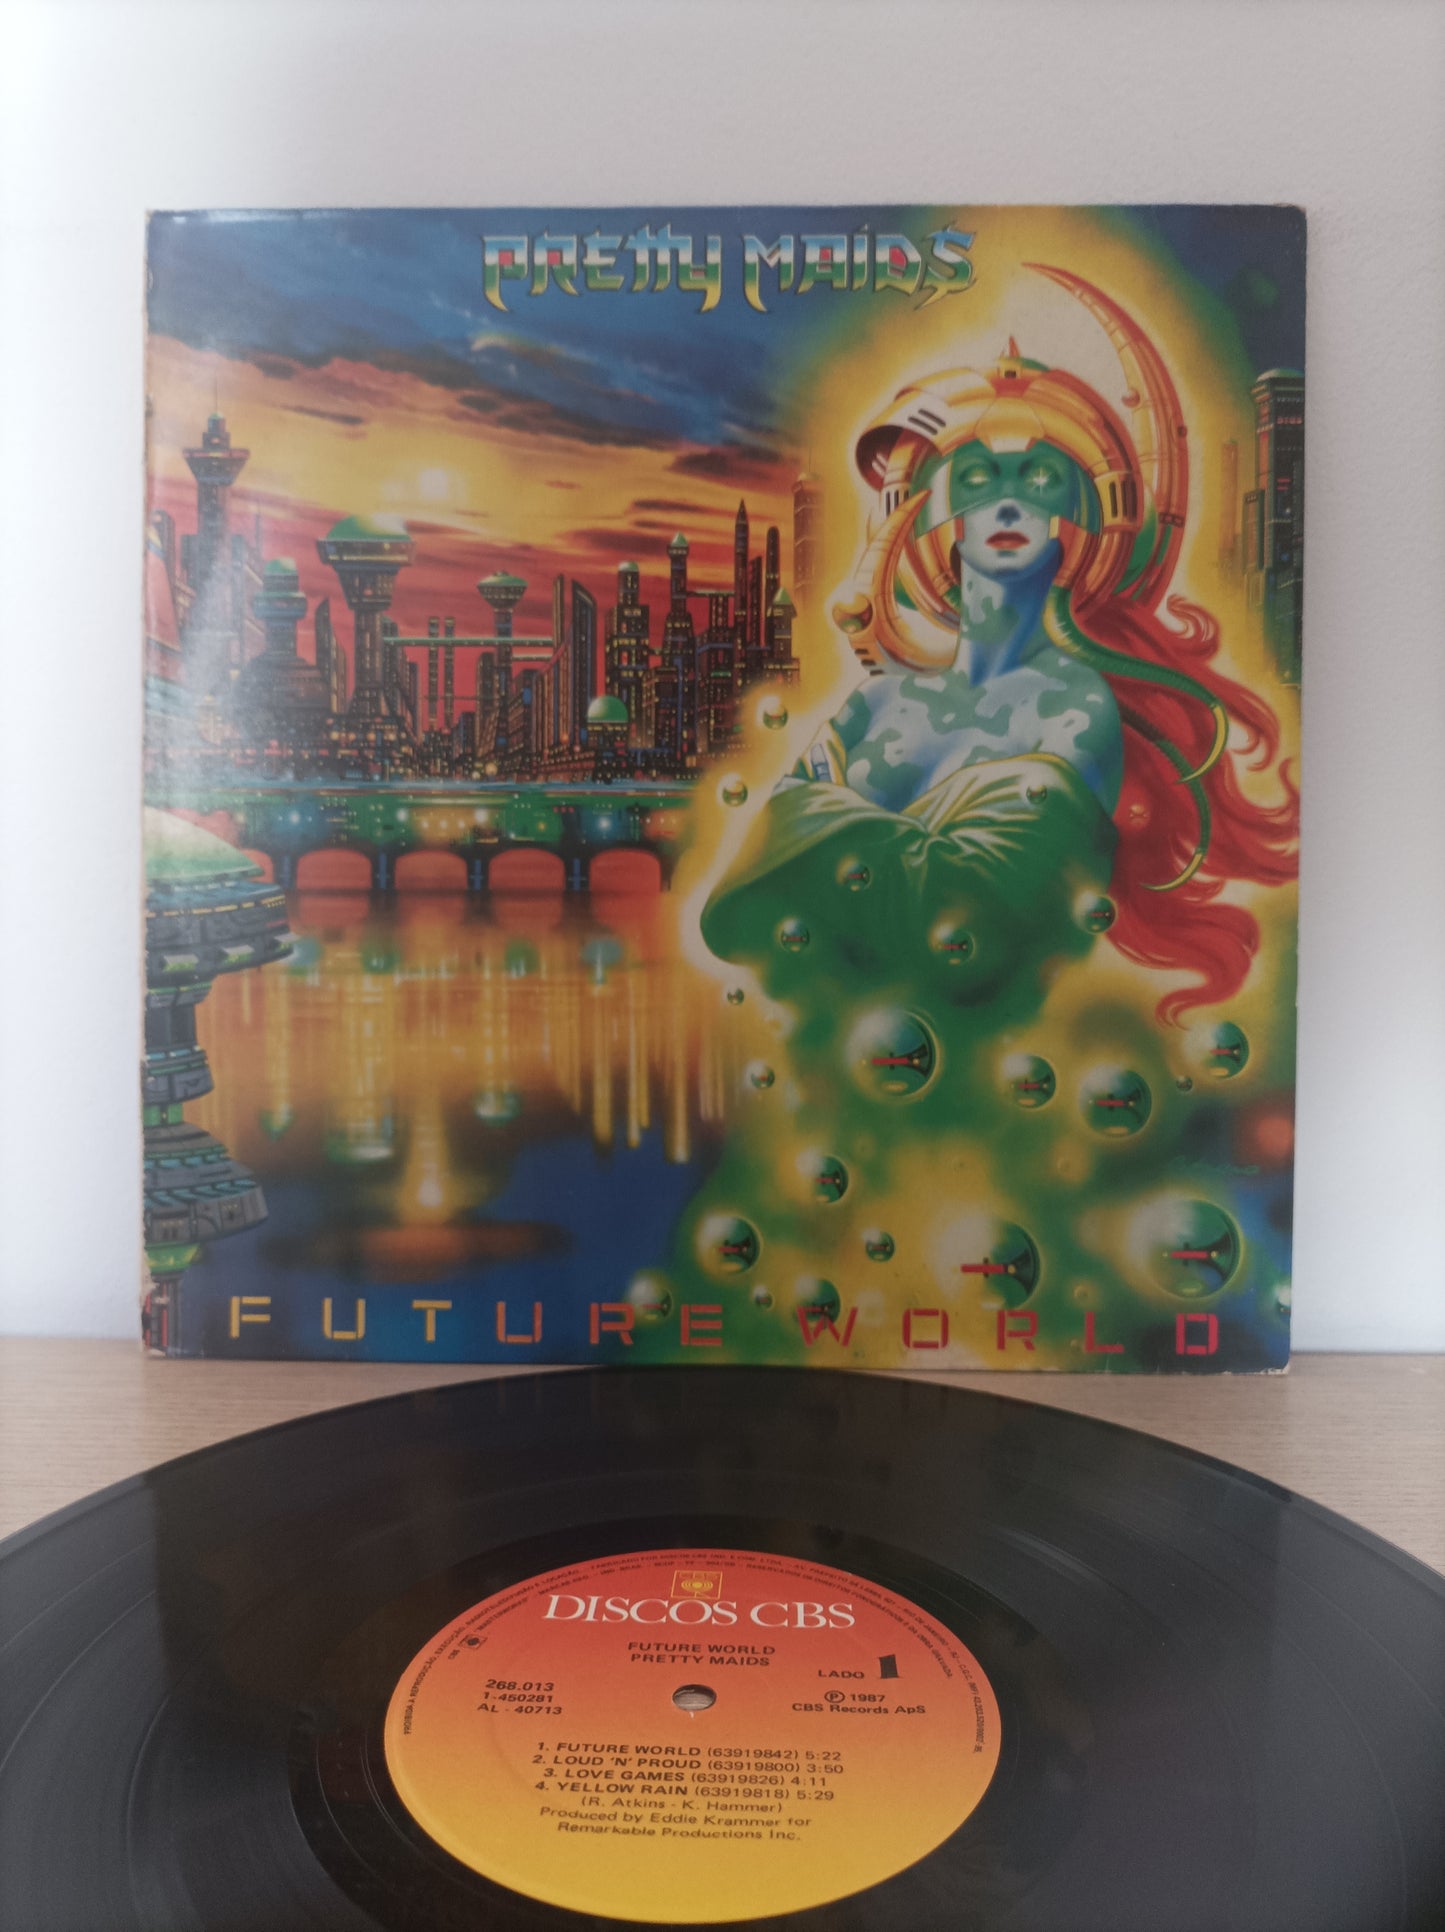 PRETTY MAIDS
FUTURE WORLD
DISCOS CBS
FUTURE WORLD
PRETTY MAIDS
268.013
1-450281
AL - 40713
LADO 1
Ⓟ 1987
CBS Records ApS
1. FUTURE WORLD (63919842) 5:22
2. LOUD 'N' PROUD (63919800) 3:50
3. LOVE GAMES (63919826) 4:11
4. YELLOW RAIN (63919818) 5:29
(R. Atkins - K. Hammer)
Produced by Eddie Krammer for
Remarkable Productions Inc.